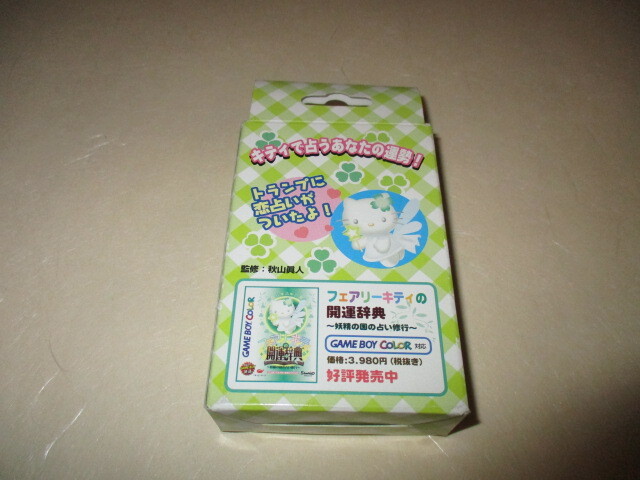 キティで占うあなたの運勢!
トランプに
恋占いが
ついたよ!
監修:秋山眞人
フェアリーキティの
開運辞典
〜妖精の国の占い修行〜
GAME BOY COLOR 対応
価格:3.980円(税抜き)
好評発売中
GAME BOY COLOR
開運辞典